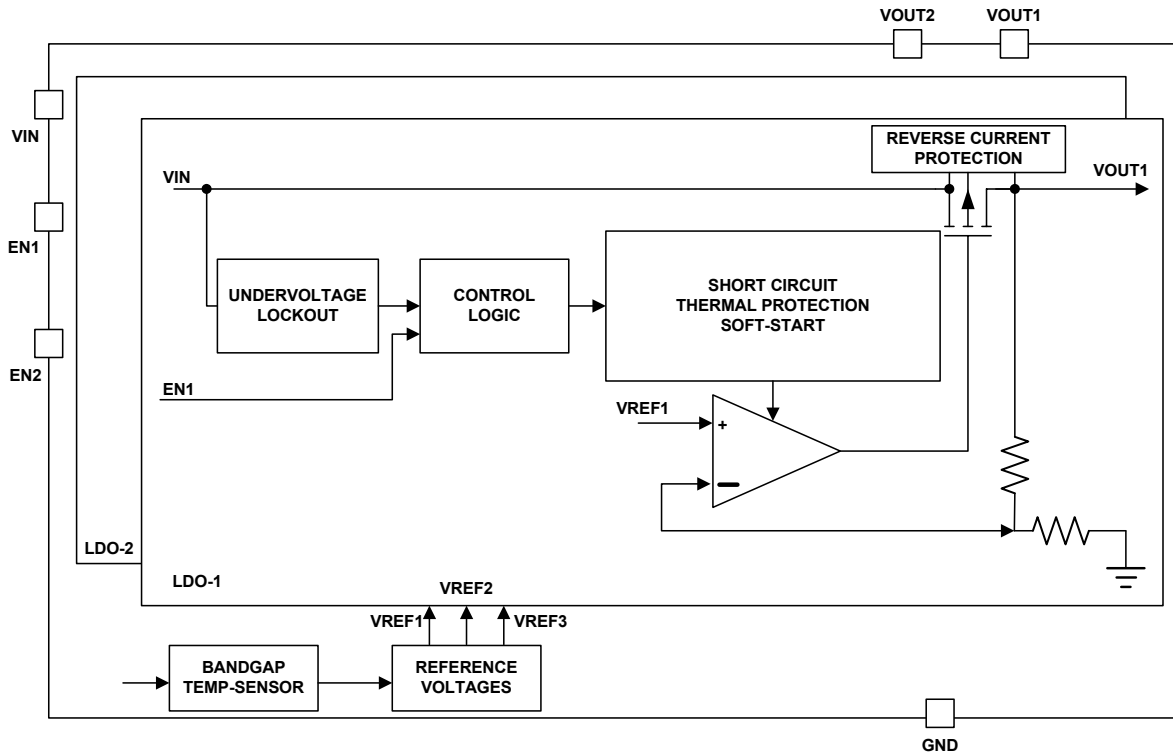 VOUT2
VOUT1
VIN
EN1
EN2
REVERSE CURRENT
PROTECTION
VIN
VOUT1
UNDERVOLTAGE
LOCKOUT
CONTROL
LOGIC
SHORT CIRCUIT
THERMAL PROTECTION
SOFT-START
EN1
VREF1
+
–
LDO-2
LDO-1
VREF2
VREF1
VREF3
BANDGAP
TEMP-SENSOR
REFERENCE
VOLTAGES
GND